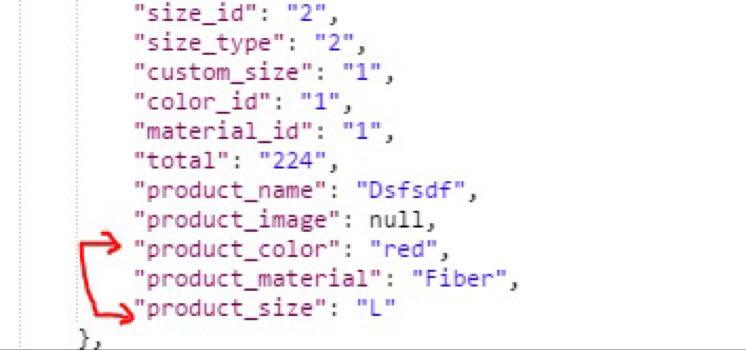 "size_id": "2",
"size_type": "2",
"custom_size": "1",
"color_id": "1",
"material_id": "1",
"total": "224",
"product_name": "Dsfsdf",
"product_image": null,
"product_color": "red",
"product_material": "Fiber",
"product_size": "L"
},